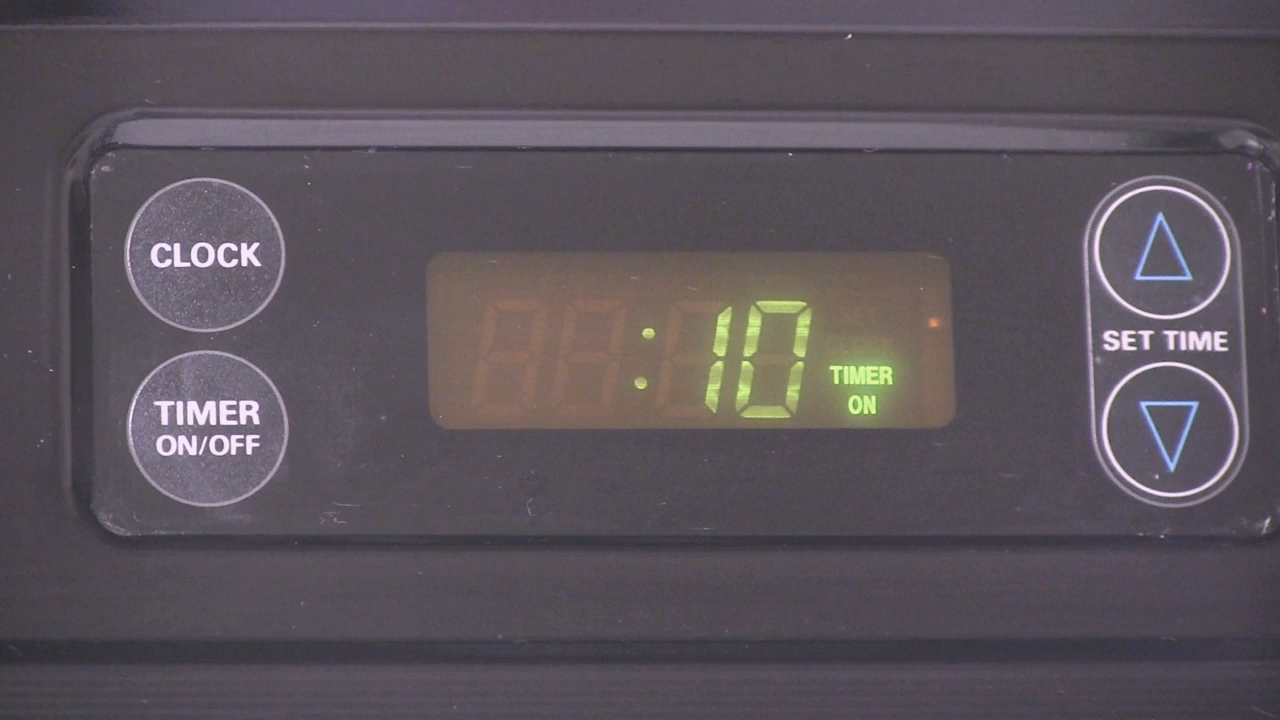 CLOCK
TIMER
ON/OFF
:10
TIMER
ON
SET TIME